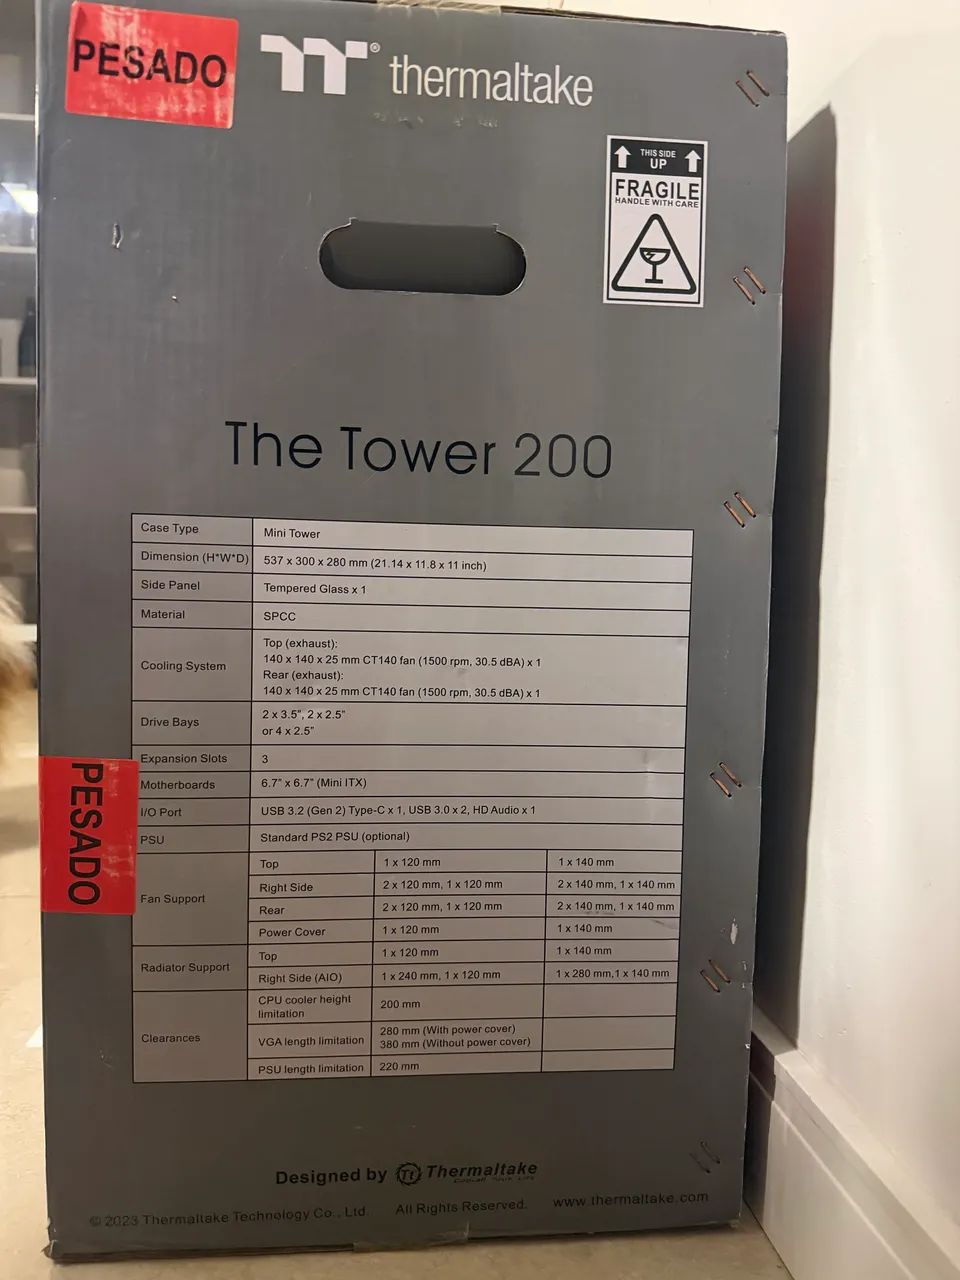 PESADO
thermaltake
THIS SIDE
UP
FRAGILE
HANDLE WITH CARE
The Tower 200
Case Type Mini Tower
Dimension (H*W*D) 537 x 300 x 280 mm (21.14 x 11.8 x 11 inch)
Side Panel Tempered Glass x 1
Material SPCC
Cooling System
Top (exhaust):
140 x 140 x 25 mm CT140 fan (1500 rpm, 30.5 dBA) x 1
Rear (exhaust):
140 x 140 x 25 mm CT140 fan (1500 rpm, 30.5 dBA) x 1
Drive Bays
2 x 3.5", 2 x 2.5"
or 4 x 2.5"
Expansion Slots 3
Motherboards 6.7" x 6.7" (Mini ITX)
I/O Port USB 3.2 (Gen 2) Type-C x 1, USB 3.0 x 2, HD Audio x 1
PSU Standard PS2 PSU (optional)
PESADO
Fan Support
Top 1 x 120 mm 1 x 140 mm
Right Side 2 x 120 mm, 1 x 120 mm 2 x 140 mm, 1 x 140 mm
Rear 2 x 120 mm, 1 x 120 mm 2 x 140 mm, 1 x 140 mm
Power Cover 1 x 120 mm 1 x 140 mm
Radiator Support
Top 1 x 120 mm 1 x 140 mm
Right Side (AIO) 1 x 240 mm, 1 x 120 mm 1 x 280 mm,1 x 140 mm
Clearances
CPU cooler height
limitation 200 mm
VGA length limitation
280 mm (With power cover)
380 mm (Without power cover)
PSU length limitation 220 mm
Designed by Tt Thermaltake
Cool all Your Life
© 2023 Thermaltake Technology Co., Ltd. All Rights Reserved. www.thermaltake.com